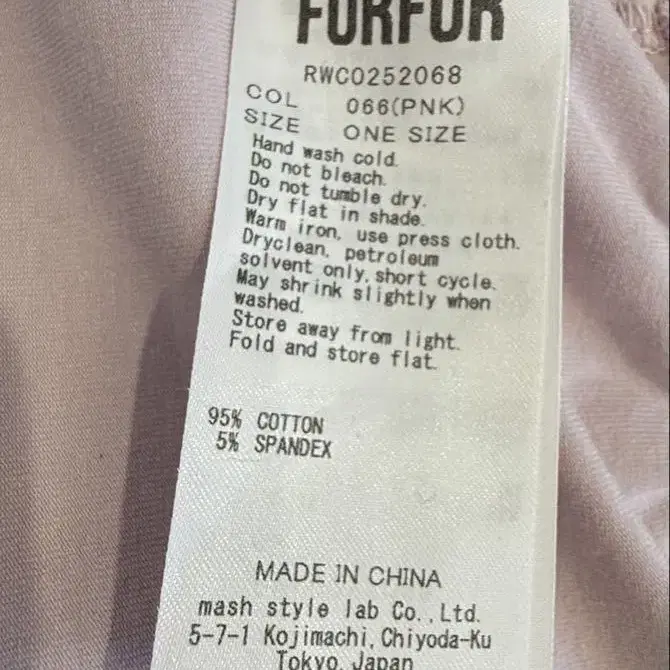 FURFUR
RWCO252068
COL 066(PNK)
SIZE ONE SIZE
Hand wash cold.
Do not bleach.
Do not tumble dry.
Dry flat in shade.
Warm iron, use press cloth.
Dryclean, petroleum
solvent only, short cycle.
May shrink slightly when
washed.
Store away from light.
Fold and store flat.
95% COTTON
5% SPANDEX
MADE IN CHINA
mash style lab Co.,Ltd.
5-7-1 Kojimachi, Chiyoda-Ku
Tokyo, Japan